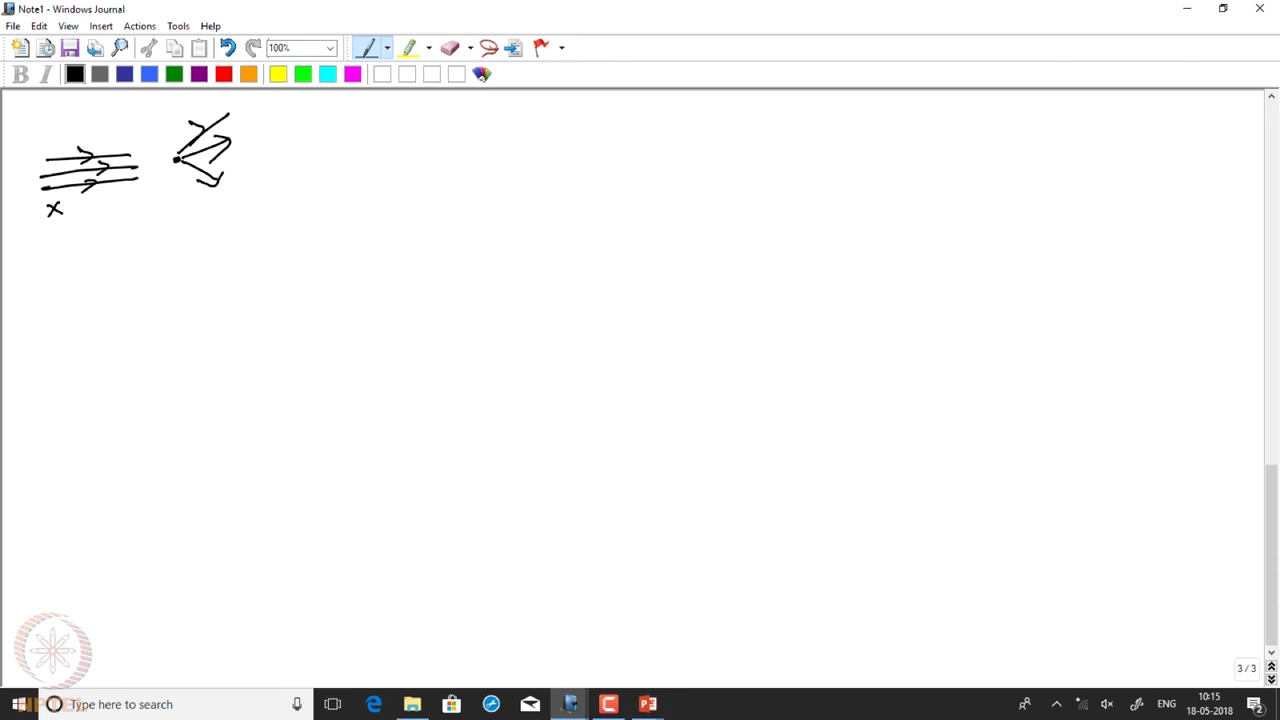 Note1 - Windows Journal
File Edit View Insert Actions Tools Help
100%
B I
x
3 / 3
Type here to search
ENG
10:15
18-05-2018
2